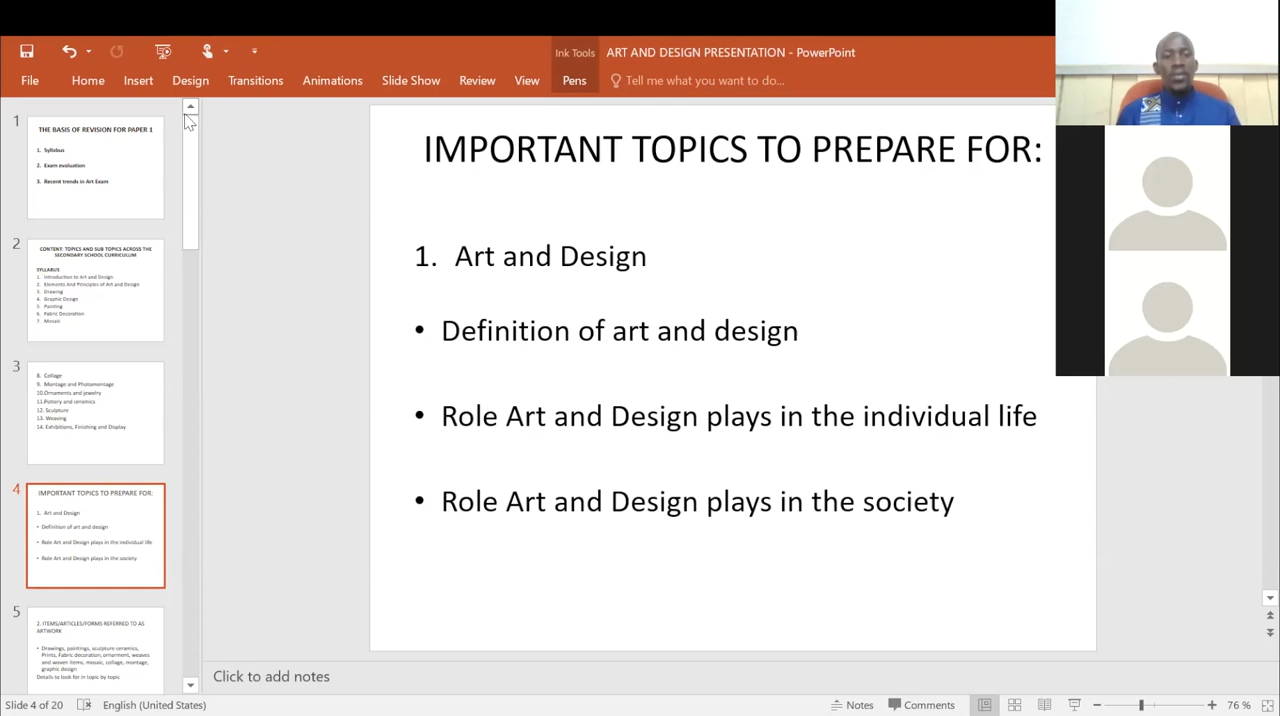 Ink Tools
ART AND DESIGN PRESENTATION - PowerPoint
File
Home
Insert
Design
Transitions
Animations
Slide Show
Review
View
Pens
Tell me what you want to do...
1
THE BASIS OF REVISION FOR PAPER 1
1. Syllabus
2. Exam evaluation
3. Recent trends in Art Exam
2
CONTENT: TOPICS AND SUB TOPICS ACROSS THE
SECONDARY SCHOOL CURRICULUM
SYLLABUS
1. Introduction to Art and Design
2. Elements And Principles of Art and Design
3. Drawing
4. Graphic Design
5. Painting
6. Fabric Decoration
7. Mosaic
3
8. Collage
9. Montage and Photomontage
10.Ornaments and jewelry
11.Pottery and ceramics
12. Sculpture
13. Weaving
14. Exhibitions, Finishing and Display
4
IMPORTANT TOPICS TO PREPARE FOR:
1. Art and Design
• Definition of art and design
• Role Art and Design plays in the individual life
• Role Art and Design plays in the society
5
2. ITEMS/ARTICLES/FORMS REFERRED TO AS
ARTWORK
• Drawings, paintings, sculpture ceramics,
Prints, Fabric decoration, ornament, weaves
and woven items, mosaic, collage, montage,
graphic design
Details to look for in topic by topic
IMPORTANT TOPICS TO PREPARE FOR:
1. Art and Design
• Definition of art and design
• Role Art and Design plays in the individual life
• Role Art and Design plays in the society
Click to add notes
Slide 4 of 20
English (United States)
Notes
Comments
76 %